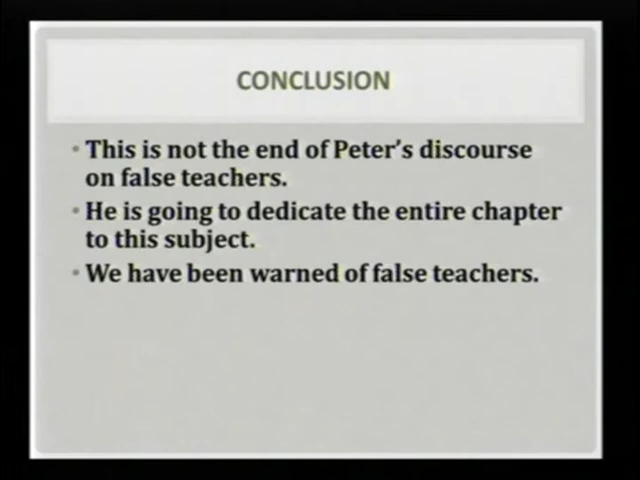 CONCLUSION
• This is not the end of Peter's discourse
on false teachers.
• He is going to dedicate the entire chapter
to this subject.
• We have been warned of false teachers.